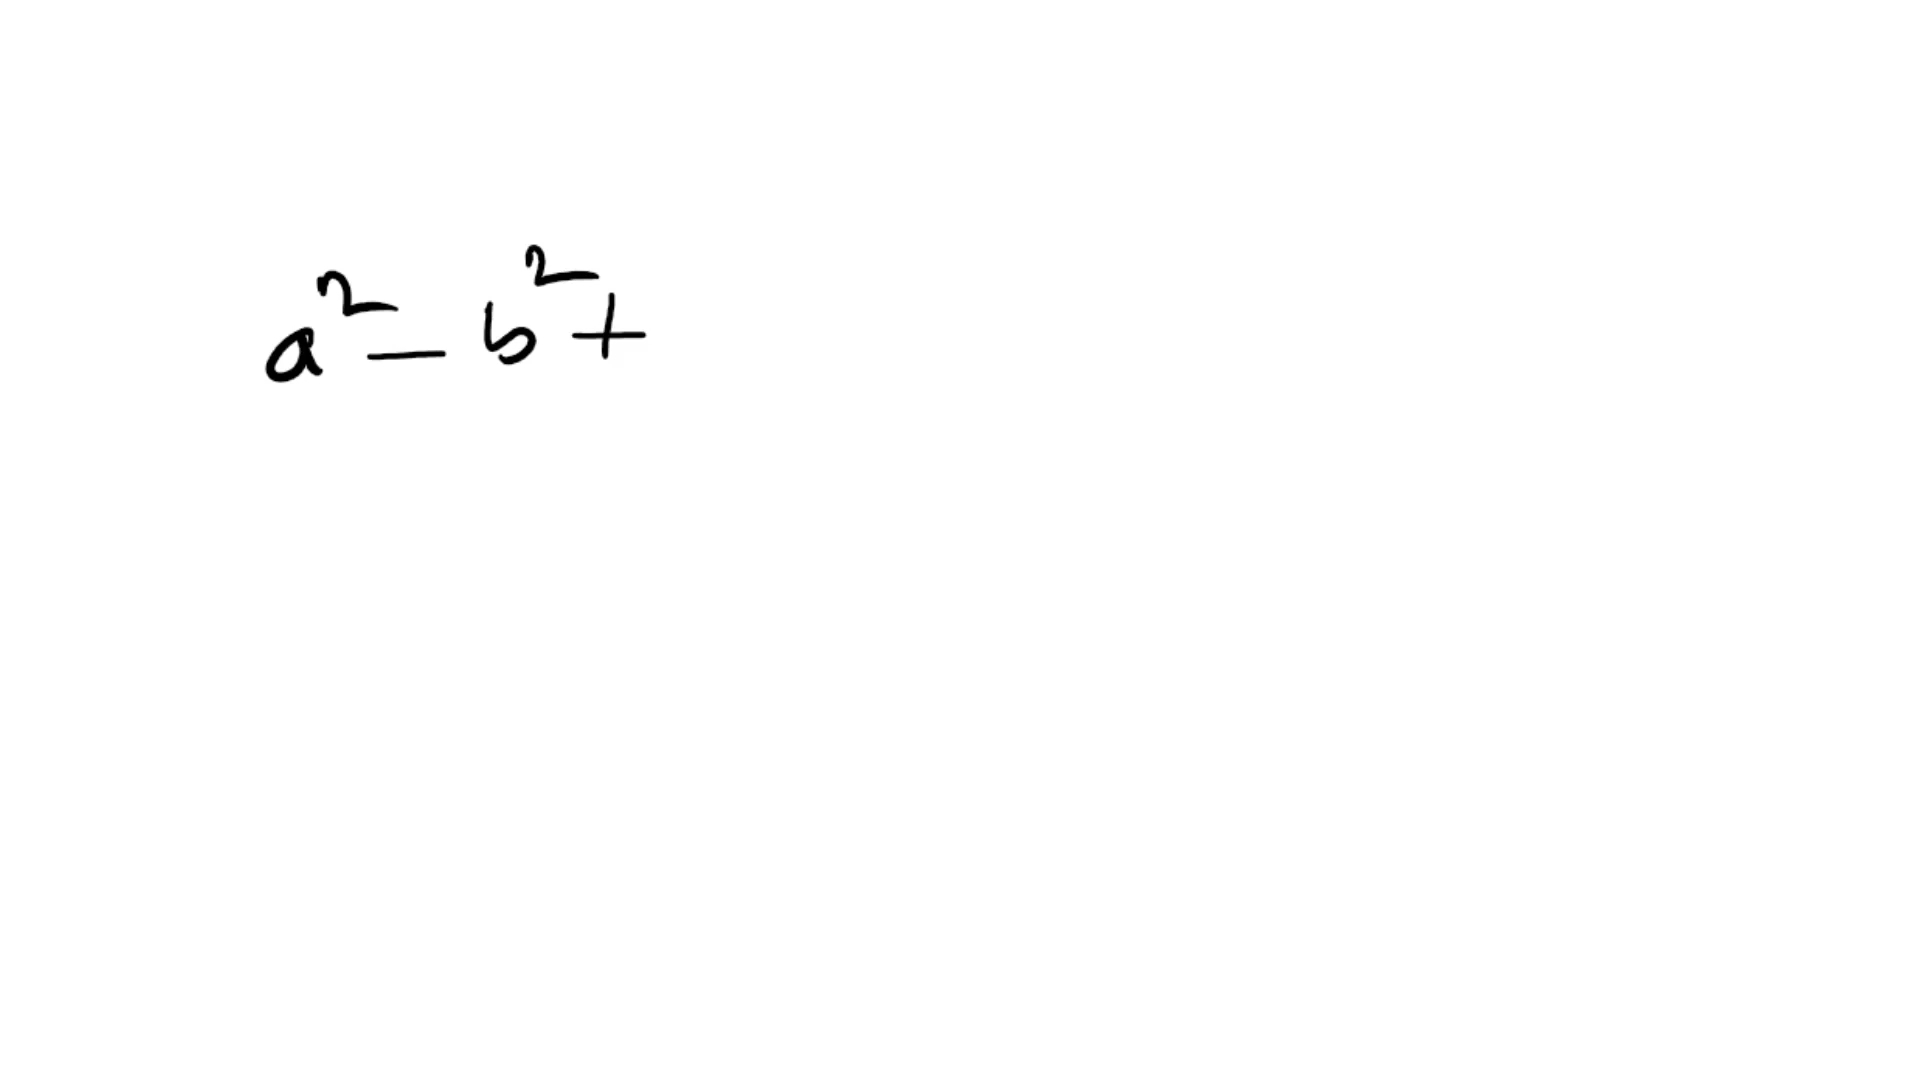 a² - b² +